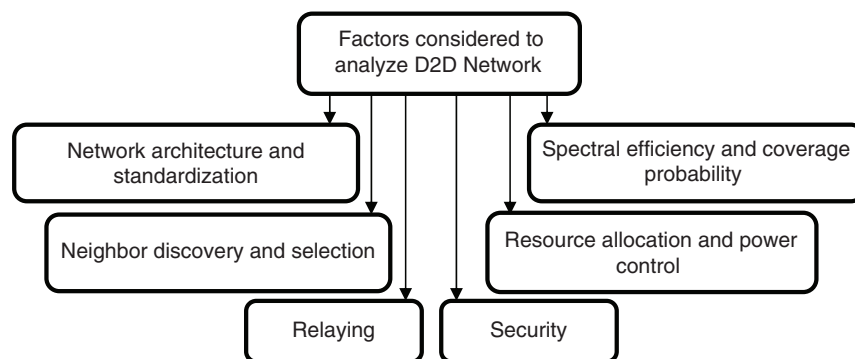 Factors considered to
analyze D2D Network
Network architecture and
standardization
Spectral efficiency and coverage
probability
Neighbor discovery and selection
Resource allocation and power
control
Relaying
Security